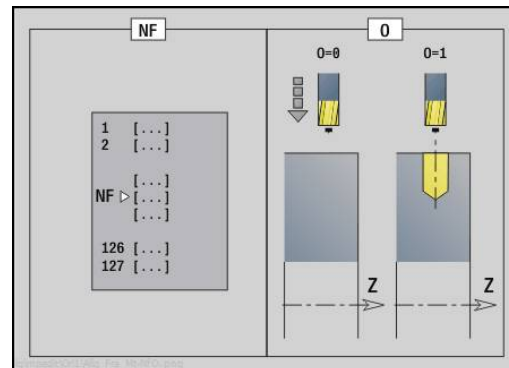 NF
1 [...]
2 [...]
[...]
NF [...]
[...]
126 [...]
127 [...]
O
O=0 O=1
Z Z